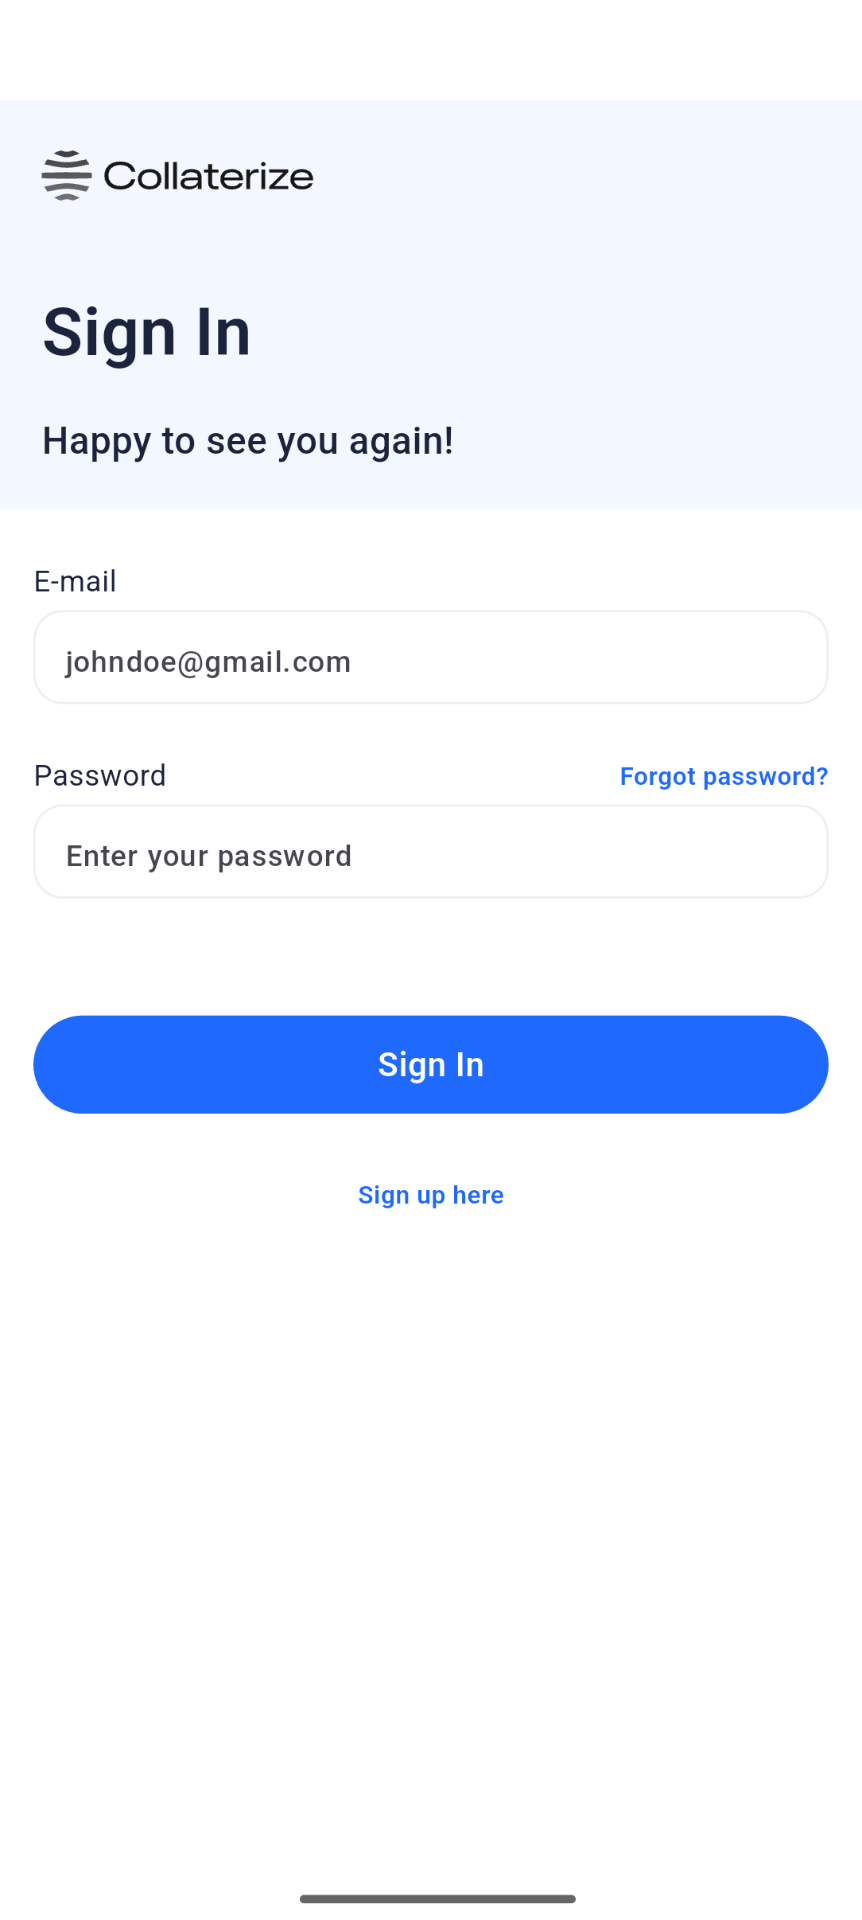 Collaterize
Sign In
Happy to see you again!
E-mail
johndoe@gmail.com
Password
Forgot password?
Enter your password
Sign In
Sign up here